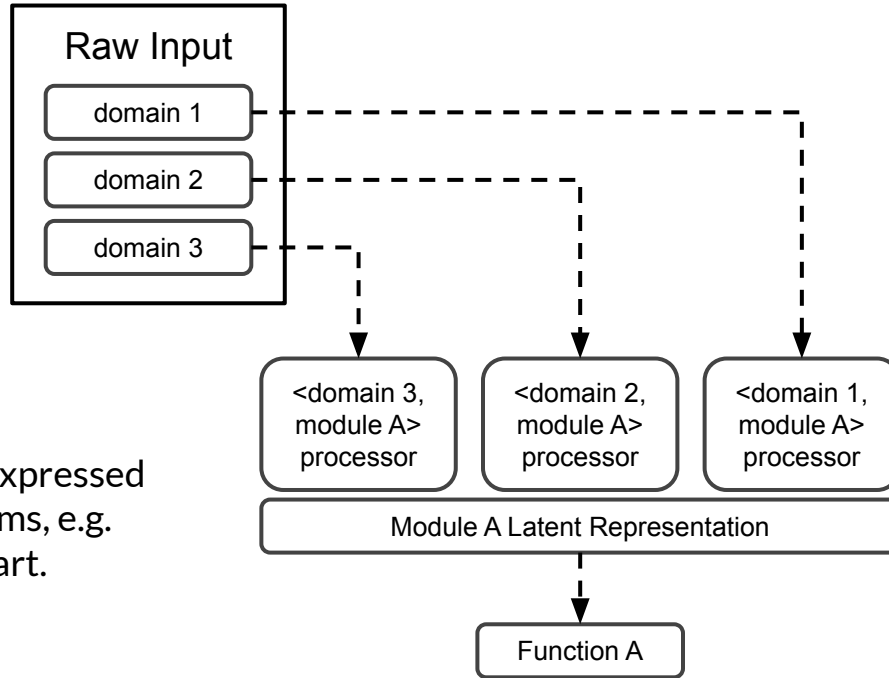 Raw Input
domain 1
domain 2
domain 3
<domain 3,
module A>
processor
<domain 2,
module A>
processor
<domain 1,
module A>
processor
Module A Latent Representation
Function A
xpressed
ms, e.g.
art.